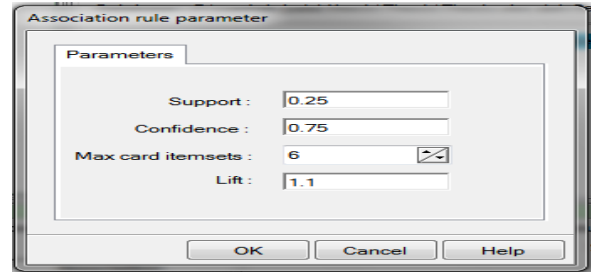 Association rule parameter
Parameters
Support : 0.25
Confidence : 0.75
Max card itemsets : 6
Lift : 1.1
OK Cancel Help